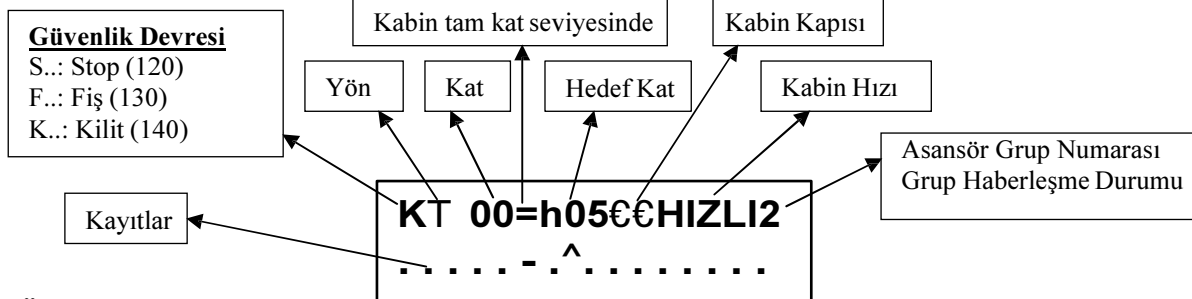 Kabin tam kat seviyesinde
Kabin Kapısı
Güvenlik Devresi
S..: Stop (120)
F..: Fiş (130)
K..: Kilit (140)
Yön
Kat
Hedef Kat
Kabin Hızı
Asansör Grup Numarası
Grup Haberleşme Durumu
Kayıtlar
KT 00=h05€€HIZLI2
. . . . . - .^. . . . . . . .